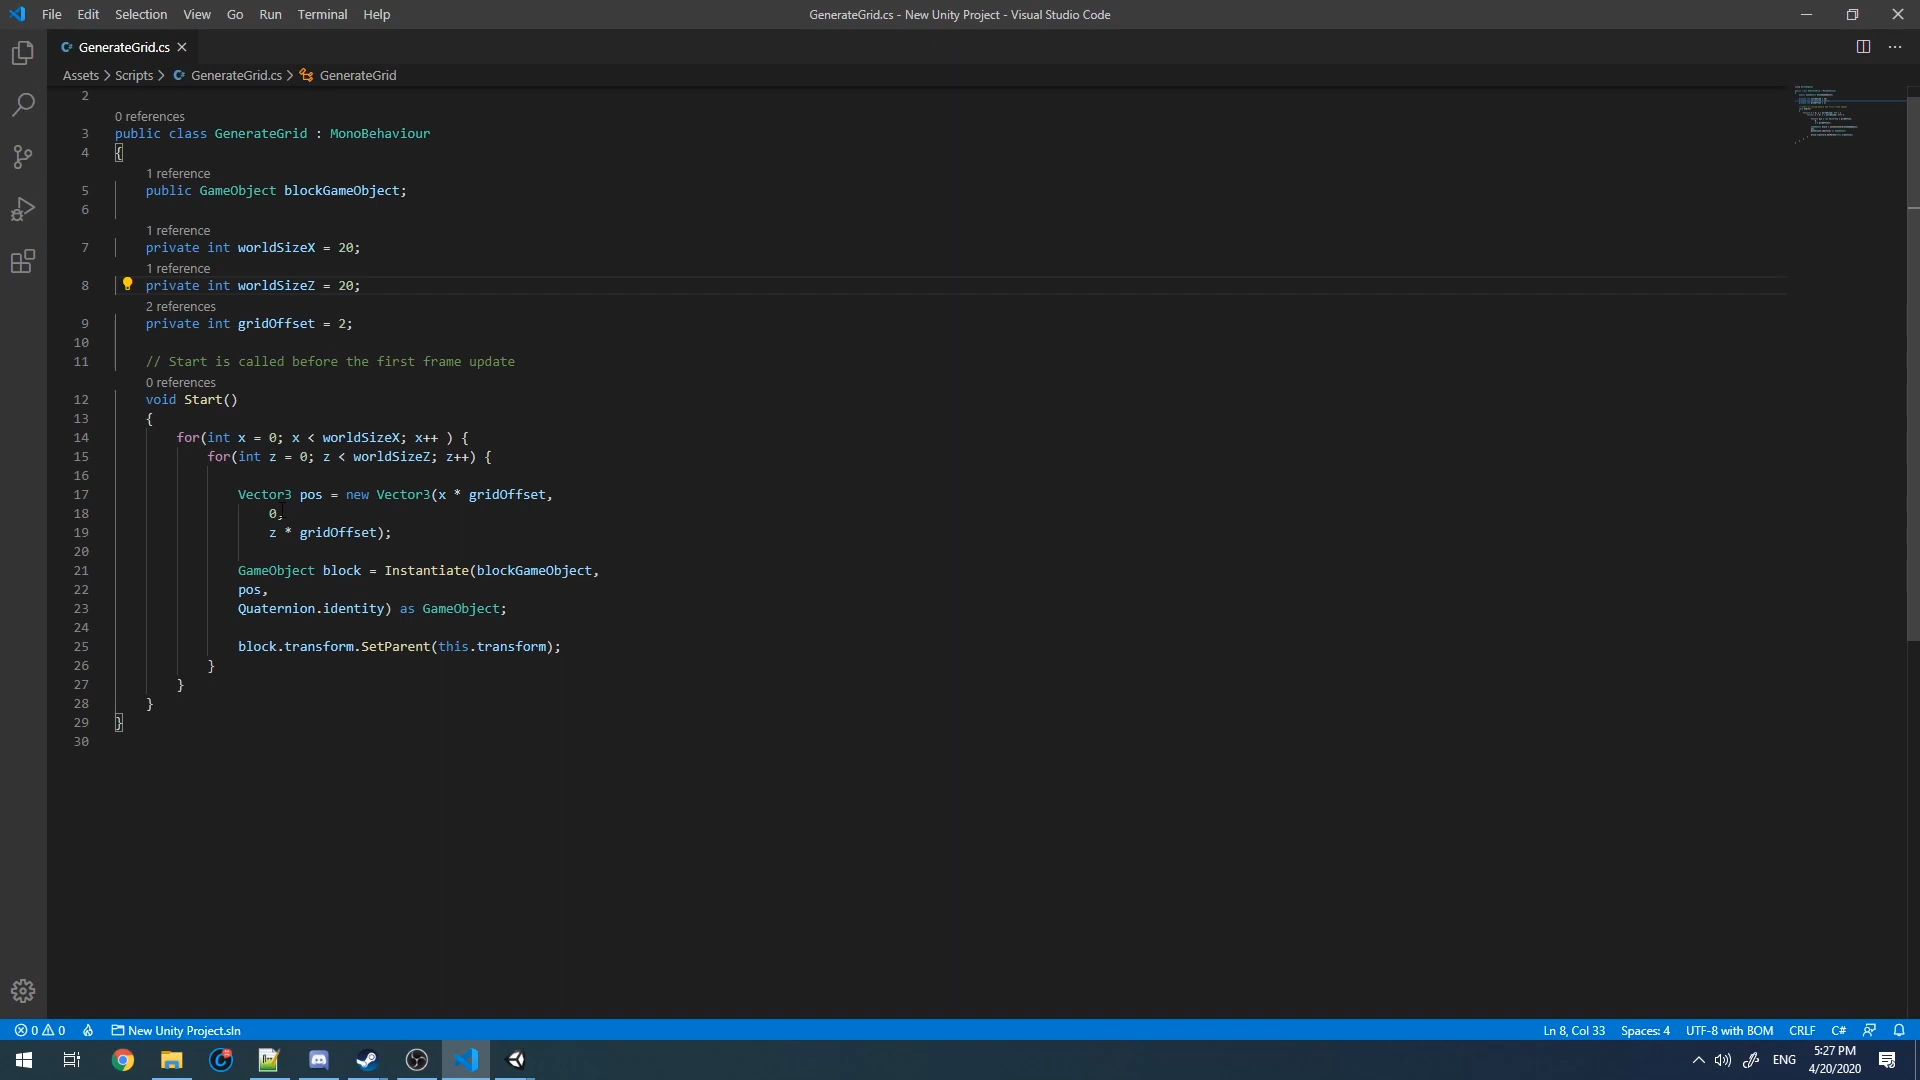 File Edit Selection View Go Run Terminal Help
GenerateGrid.cs - New Unity Project - Visual Studio Code
GenerateGrid.cs
Assets > Scripts > GenerateGrid.cs > GenerateGrid
2
0 references
3 public class GenerateGrid : MonoBehaviour
4 {
1 reference
5 public GameObject blockGameObject;
6
1 reference
7 private int worldSizeX = 20;
1 reference
8 private int worldSizeZ = 20;
2 references
9 private int gridOffset = 2;
10
11 // Start is called before the first frame update
0 references
12 void Start()
13 {
14 for(int x = 0; x < worldSizeX; x++ ) {
15 for(int z = 0; z < worldSizeZ; z++) {
16
17 Vector3 pos = new Vector3(x * gridOffset,
18 0,
19 z * gridOffset);
20
21 GameObject block = Instantiate(blockGameObject,
22 pos,
23 Quaternion.identity) as GameObject;
24
25 block.transform.SetParent(this.transform);
26 }
27 }
28 }
29 }
30
0 0 New Unity Project.sln
Ln 8, Col 33 Spaces: 4 UTF-8 with BOM CRLF C#
ENG
5:27 PM
4/20/2020